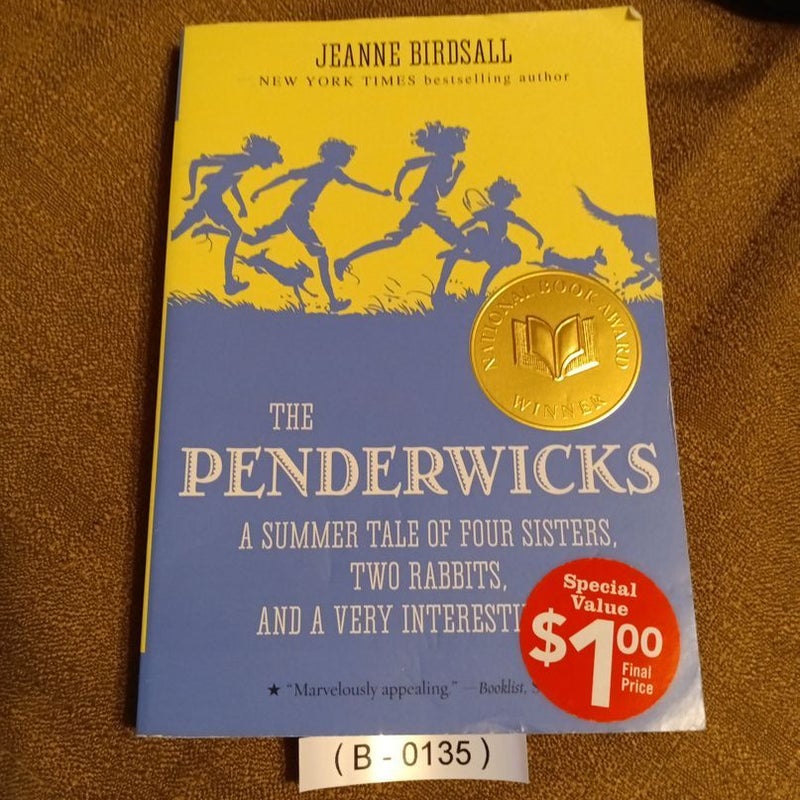 JEANNE BIRDSALL
NEW YORK TIMES bestselling author
NATIONAL BOOK AWARD
WINNER
THE
PENDERWICKS
A SUMMER TALE OF FOUR SISTERS,
TWO RABBITS,
AND A VERY
Special
Value
$1.00
Final
Price
★ "Marvelously appealing." —Booklist,
( B - 0135 )